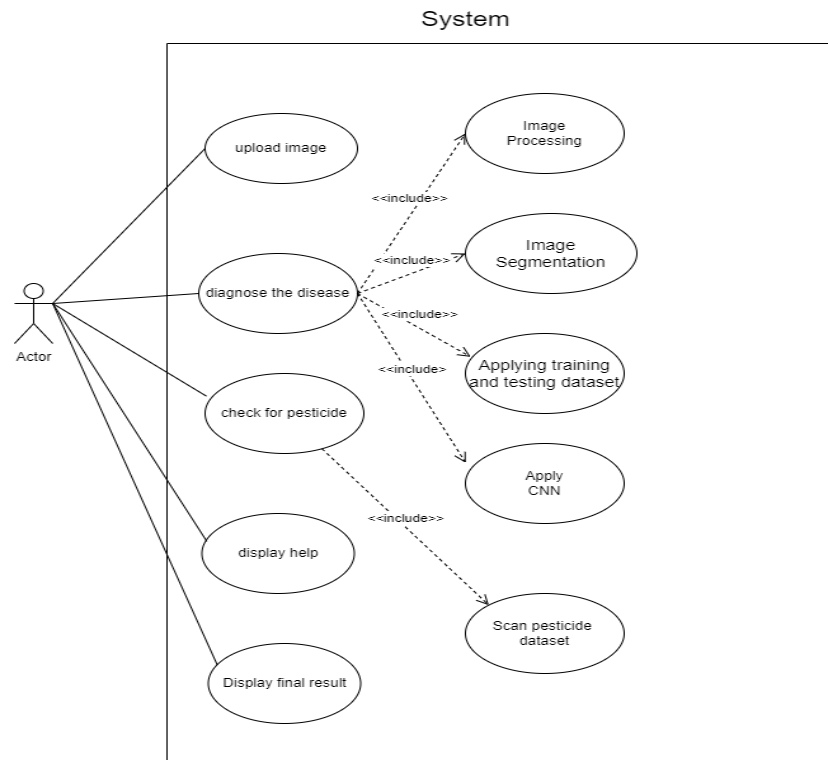 System
upload image
Image
Processing
<<include>>
Image
Segmentation
<<include>>
diagnose the disease
<<include>>
Actor
Applying training
and testing dataset
<<include>
check for pesticide
Apply
CNN
<<include>>
display help
Scan pesticide
dataset
Display final result